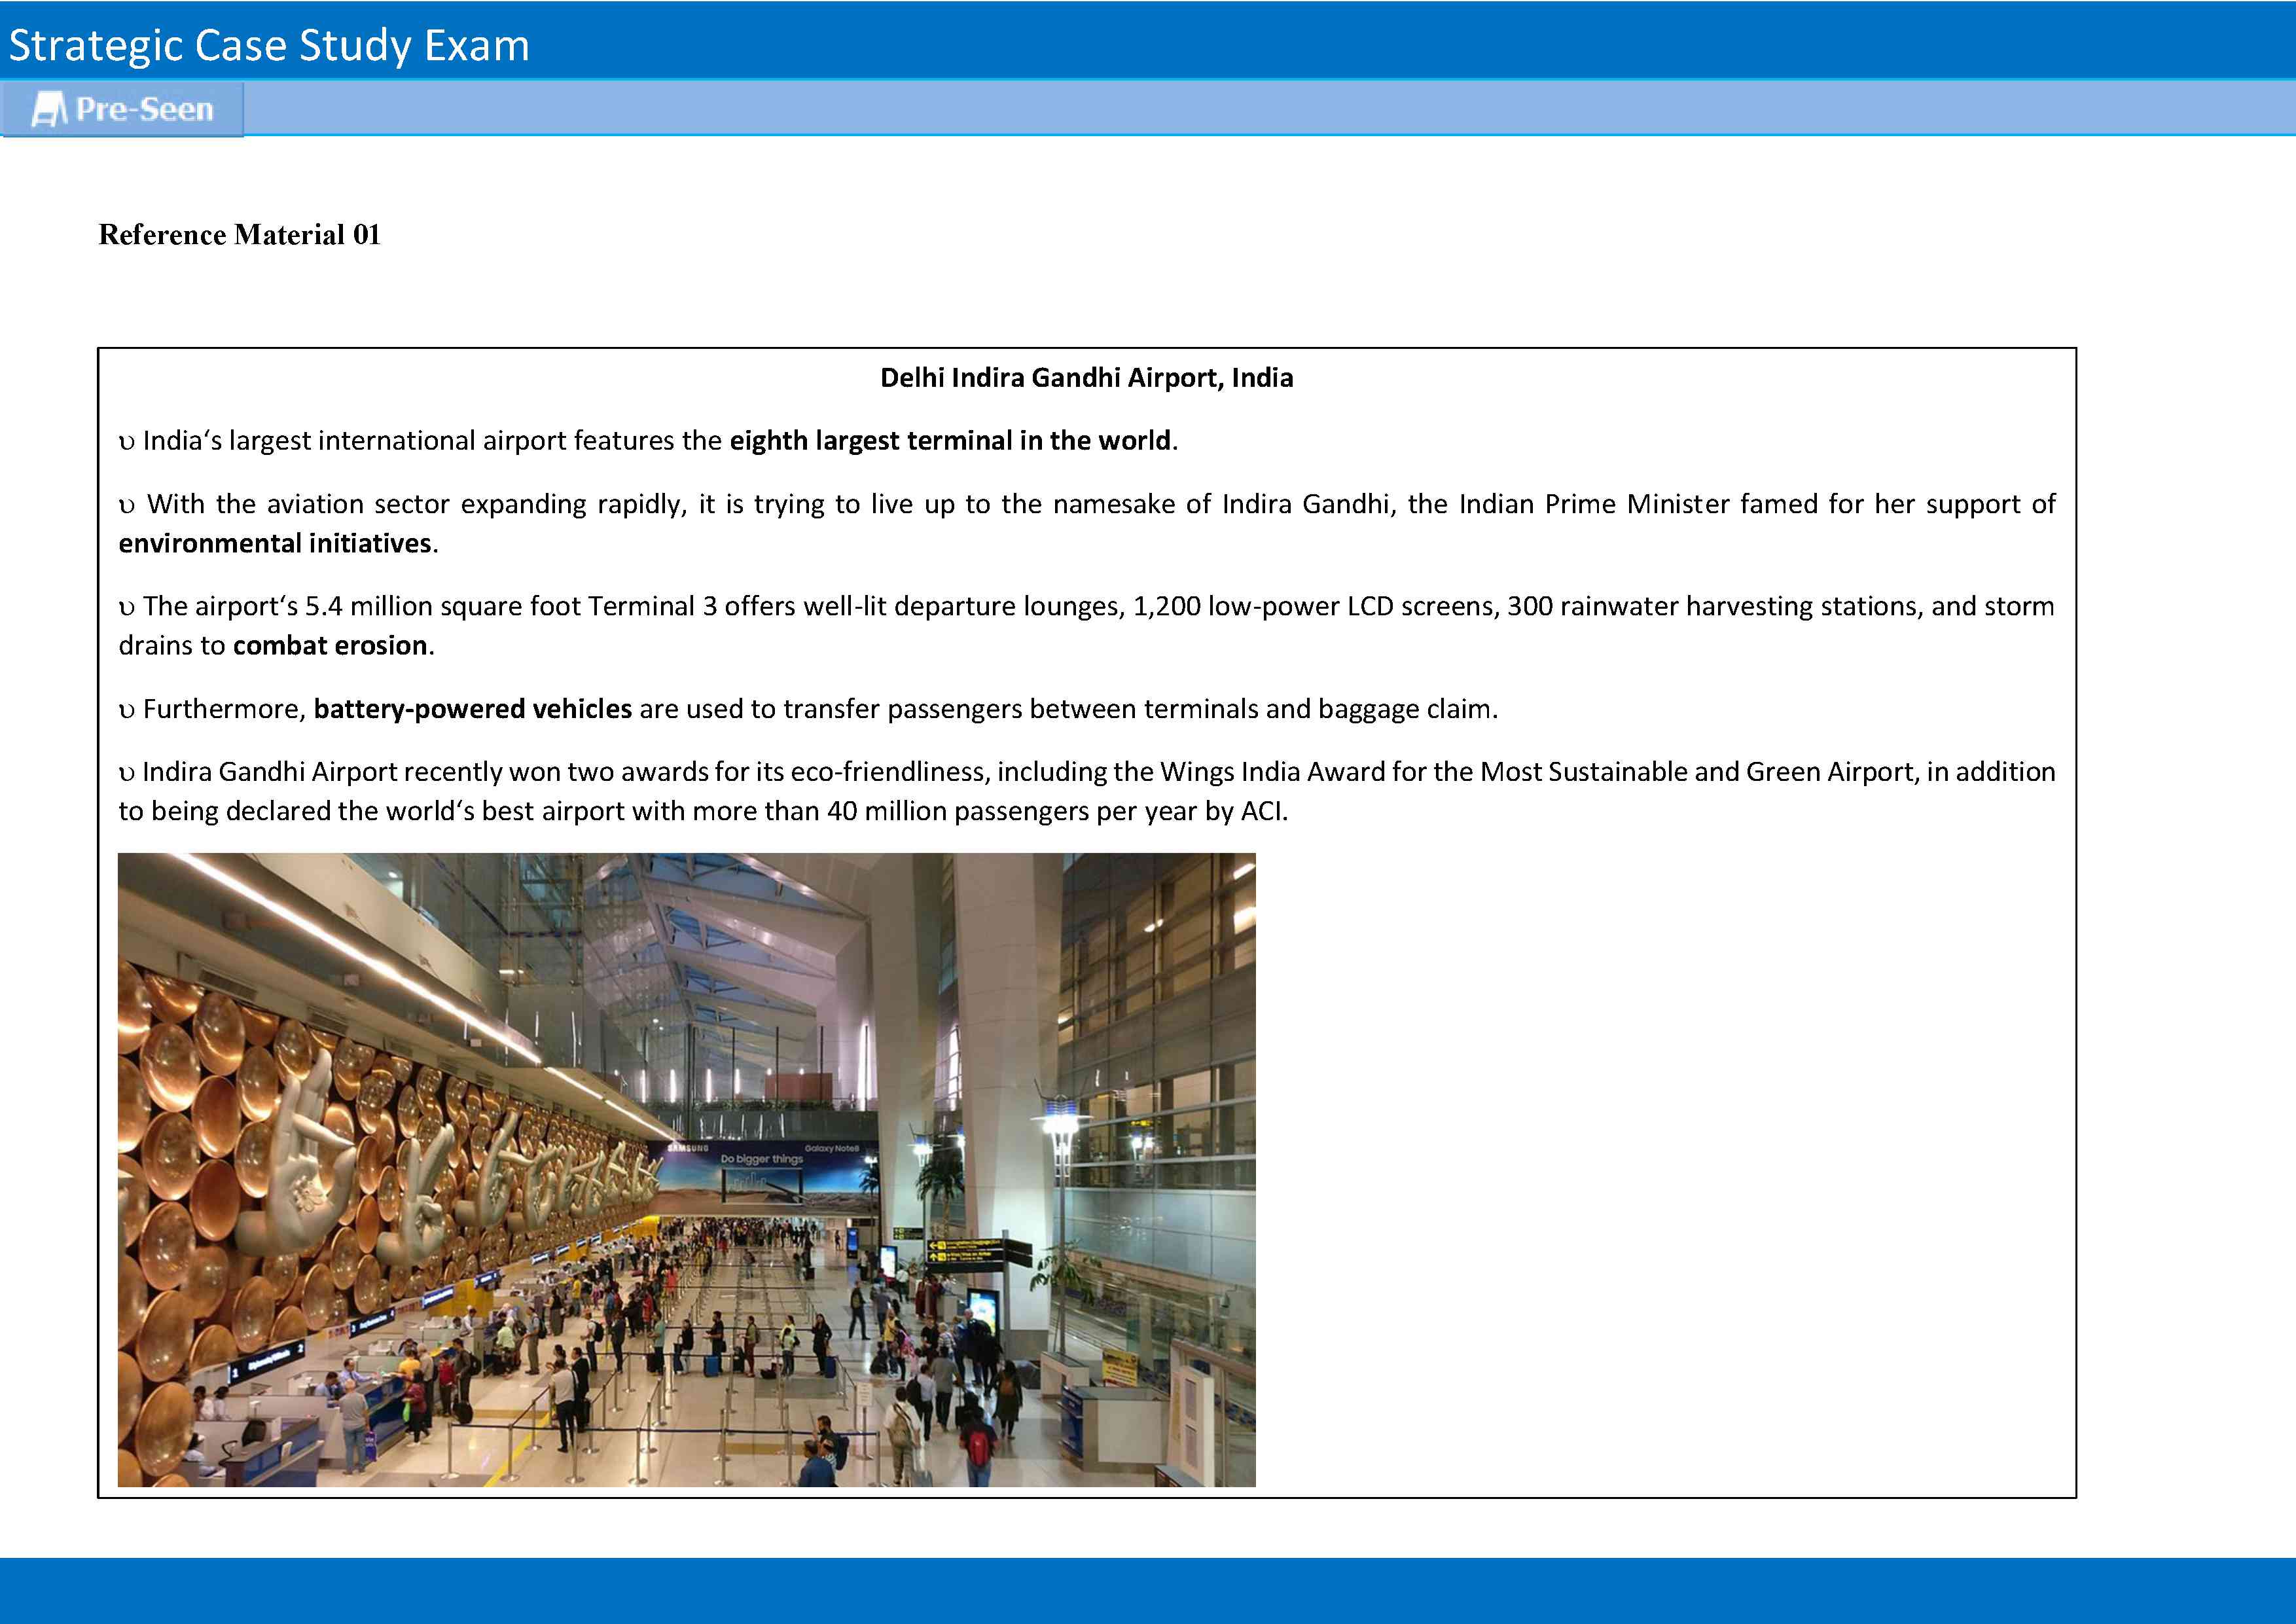 Strategic Case Study Exam
Pre-Seen
Reference Material 01
Delhi Indira Gandhi Airport, India
υ India‘s largest international airport features the eighth largest terminal in the world.
υ With the aviation sector expanding rapidly, it is trying to live up to the namesake of Indira Gandhi, the Indian Prime Minister famed for her support of
environmental initiatives.
υ The airport‘s 5.4 million square foot Terminal 3 offers well-lit departure lounges, 1,200 low-power LCD screens, 300 rainwater harvesting stations, and storm
drains to combat erosion.
υ Furthermore, battery-powered vehicles are used to transfer passengers between terminals and baggage claim.
υ Indira Gandhi Airport recently won two awards for its eco-friendliness, including the Wings India Award for the Most Sustainable and Green Airport, in addition
to being declared the world‘s best airport with more than 40 million passengers per year by ACI.
SAMSUNG
Galaxy Note8
Do bigger things